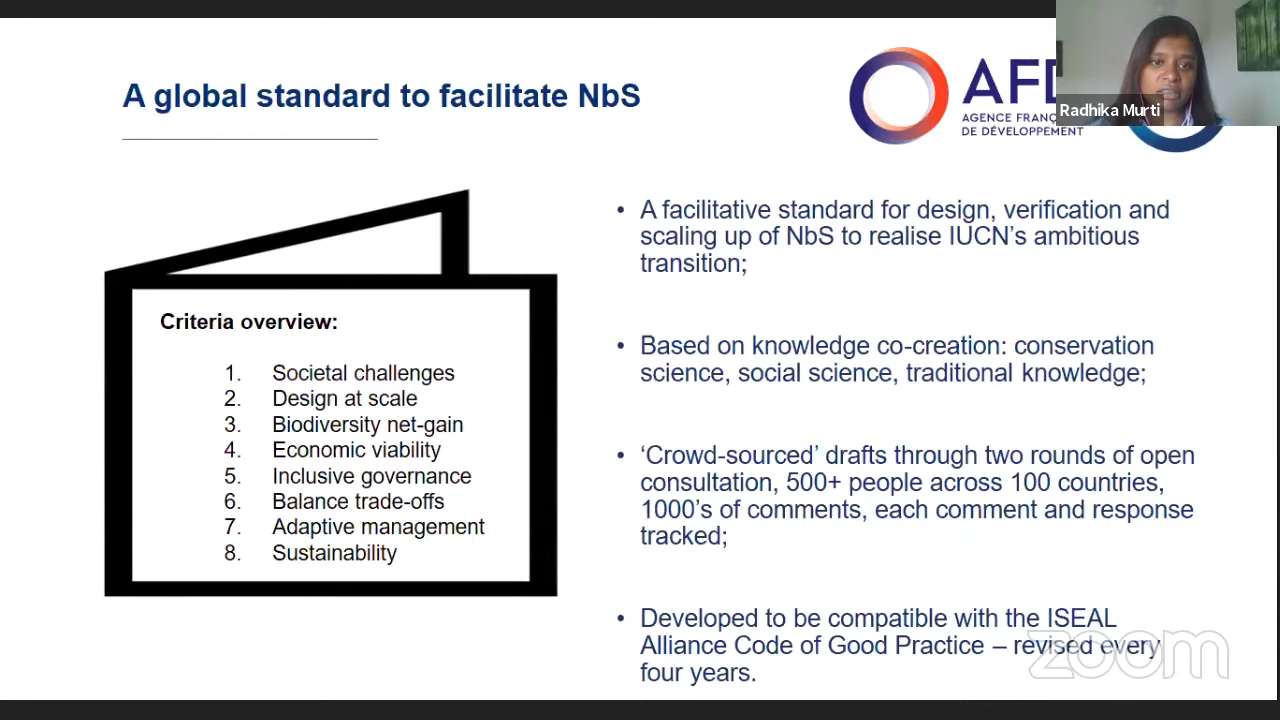 A global standard to facilitate NbS
AGENCE FRANÇ
DE DÉVELOPPEMENT
Radhika Murti
Criteria overview:
1. Societal challenges
2. Design at scale
3. Biodiversity net-gain
4. Economic viability
5. Inclusive governance
6. Balance trade-offs
7. Adaptive management
8. Sustainability
• A facilitative standard for design, verification and
scaling up of NbS to realise IUCN’s ambitious
transition;
• Based on knowledge co-creation: conservation
science, social science, traditional knowledge;
• ‘Crowd-sourced’ drafts through two rounds of open
consultation, 500+ people across 100 countries,
1000’s of comments, each comment and response
tracked;
• Developed to be compatible with the ISEAL
Alliance Code of Good Practice – revised every
four years.
zoom